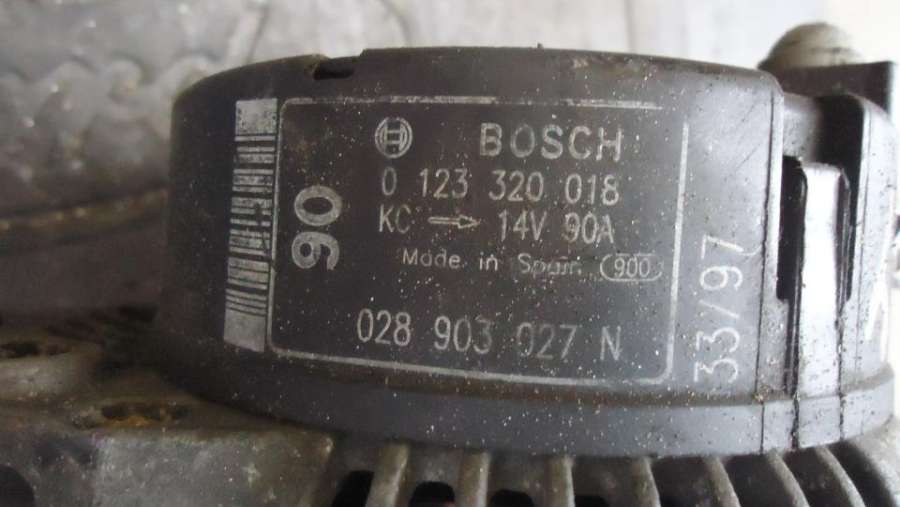 BOSCH
0 123 320 018
KC → 14V 90A
Made in Spain 900
028 903 027 N
90
33/97